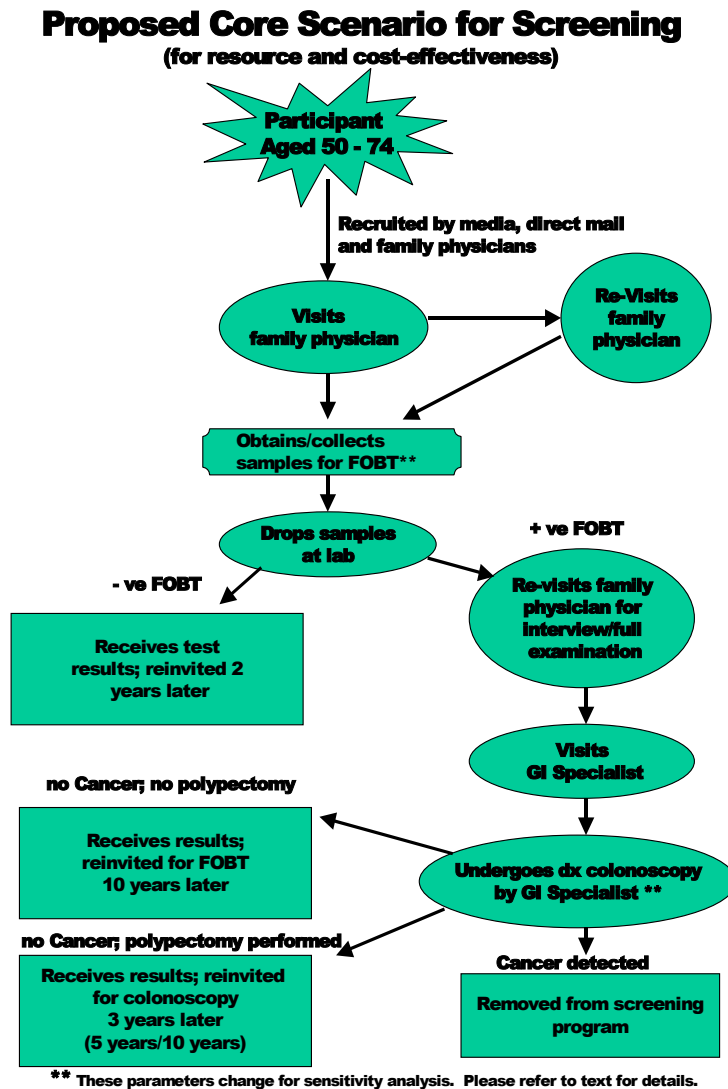 Proposed Core Scenario for Screening
(for resource and cost-effectiveness)
Participant
Aged 50 - 74
Recruited by media, direct mail
and family physicians
Visits
family physician
Re-Visits
family
physician
Obtains/collects
samples for FOBT**
Drops samples
at lab
+ ve FOBT
- ve FOBT
Re-visits family
physician for
interview/full
examination
Receives test
results; reinvited 2
years later
Visits
GI Specialist
no Cancer; no polypectomy
Receives results;
reinvited for FOBT
10 years later
Undergoes dx colonoscopy
by GI Specialist **
no Cancer; polypectomy performed
Receives results; reinvited
for colonoscopy
3 years later
(5 years/10 years)
Cancer detected
Removed from screening
program
** These parameters change for sensitivity analysis. Please refer to text for details.